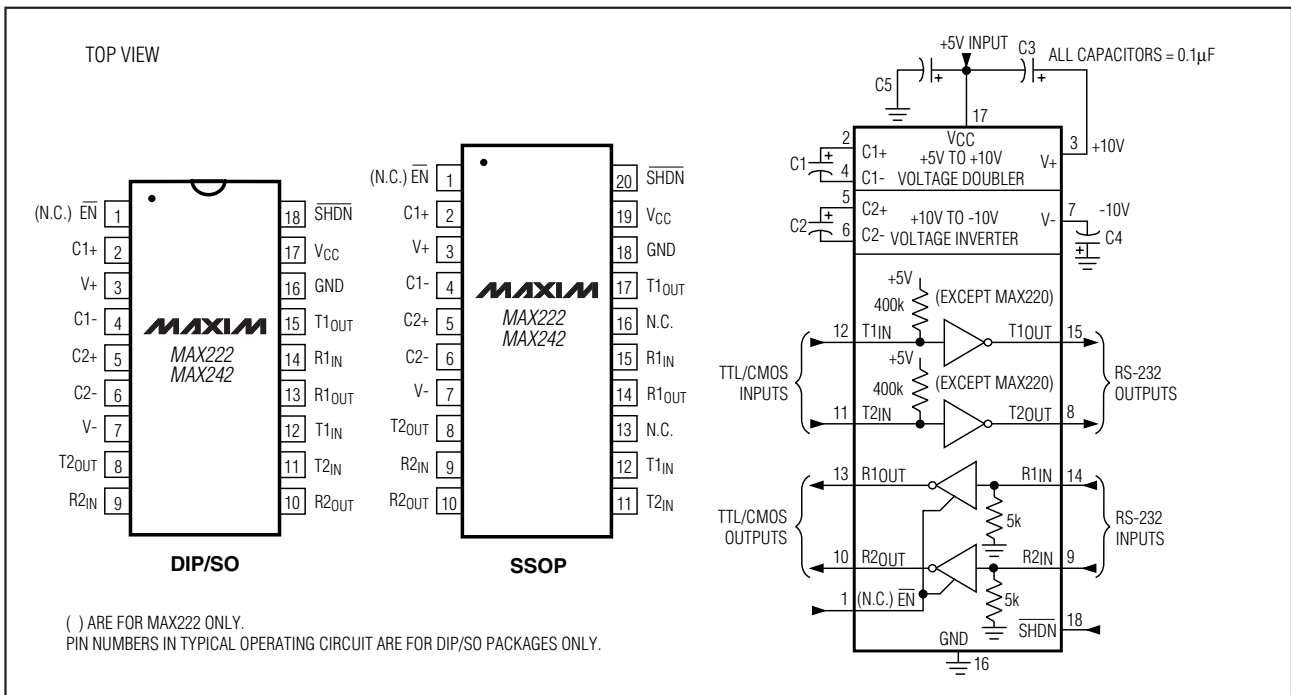 TOP VIEW
(N.C.) EN 1
C1+ 2
V+ 3
C1- 4
C2+ 5
C2- 6
V- 7
T2OUT 8
R2IN 9
18 SHDN
17 VCC
16 GND
15 T1OUT
14 R1IN
13 R1OUT
12 T1IN
11 T2IN
10 R2OUT
MAXIM
MAX222
MAX242
DIP/SO
(N.C.) EN 1
C1+ 2
V+ 3
C1- 4
C2+ 5
C2- 6
V- 7
T2OUT 8
R2IN 9
R2OUT 10
20 SHDN
19 VCC
18 GND
17 T1OUT
16 N.C.
15 R1IN
14 R1OUT
13 N.C.
12 T1IN
11 T2IN
MAXIM
MAX222
MAX242
SSOP
( ) ARE FOR MAX222 ONLY.
PIN NUMBERS IN TYPICAL OPERATING CIRCUIT ARE FOR DIP/SO PACKAGES ONLY.
+5V INPUT
C3
ALL CAPACITORS = 0.1µF
C5
+
+
17
VCC
2
C1+
C1
+
4
C1-
+5V TO +10V
VOLTAGE DOUBLER
V+
3
+10V
5
C2+
C2
+
6
C2-
+10V TO -10V
VOLTAGE INVERTER
V-
7
-10V
C4
+
+5V
400k
(EXCEPT MAX220)
12
T1IN
T1OUT
15
+5V
400k
(EXCEPT MAX220)
11
T2IN
T2OUT
8
TTL/CMOS
INPUTS
RS-232
OUTPUTS
13
R1OUT
R1IN
14
5k
TTL/CMOS
OUTPUTS
RS-232
INPUTS
10
R2OUT
R2IN
9
5k
1
(N.C.) EN
SHDN
18
GND
16